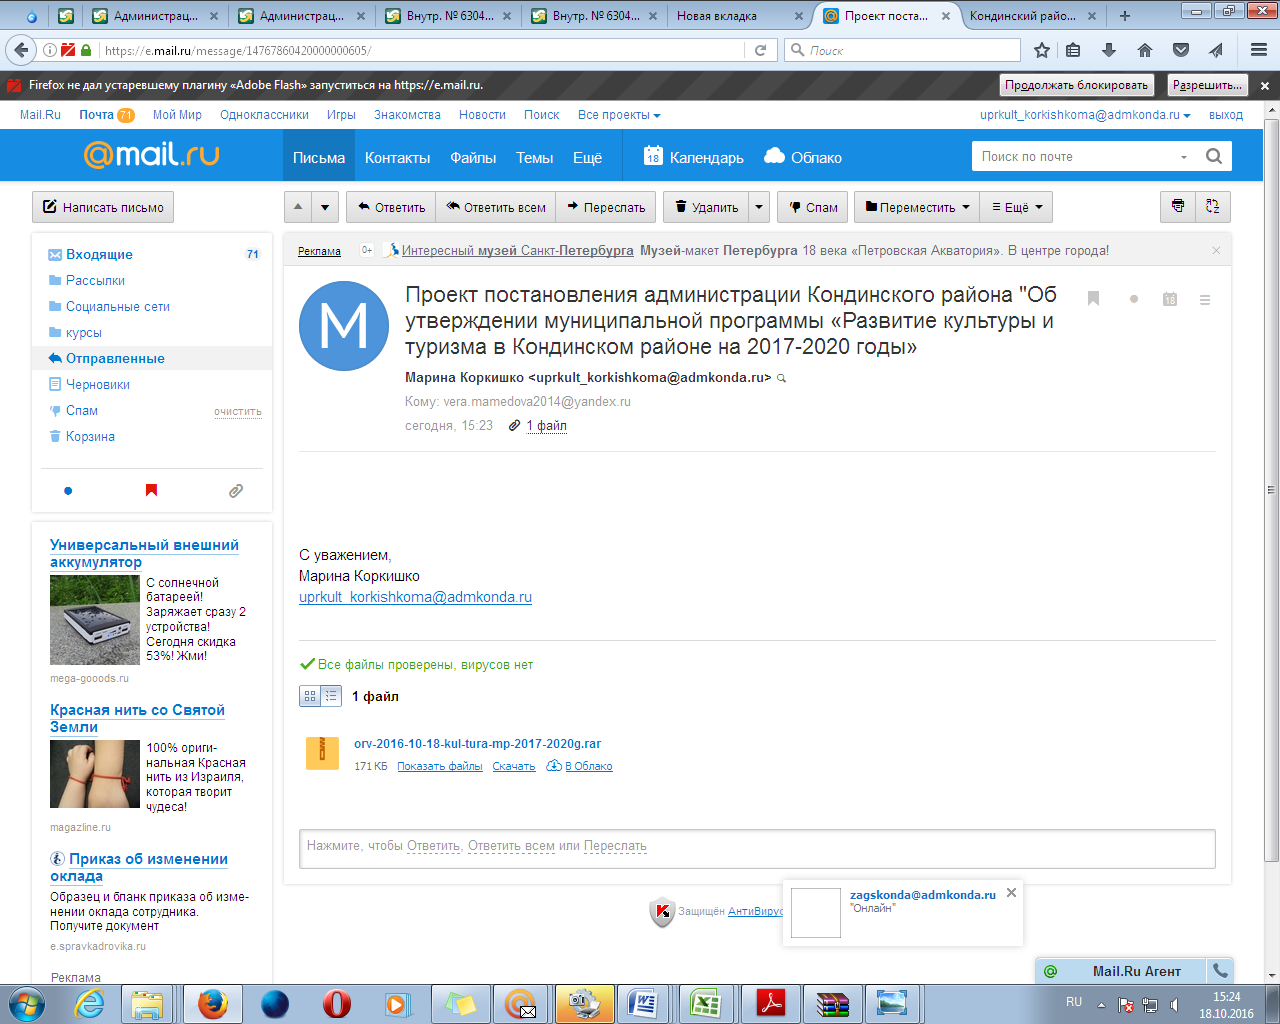 Администрац...
Администрац...
Внутр. № 6304...
Внутр. № 6304...
Новая вкладка
Проект поста...
Кондинский райо...
https://e.mail.ru/message/14767860420000000605/
Поиск
Firefox не дал устаревшему плагину «Adobe Flash» запуститься на https://e.mail.ru.
Продолжать блокировать
Разрешить...
Mail.Ru Почта 71 Мой Мир Одноклассники Игры Знакомства Новости Поиск Все проекты
uprkult_korkishkoma@admkonda.ru выход
@mail.ru
Письма Контакты Файлы Темы Ещё
18 Календарь Облако
Поиск по почте
Написать письмо
Ответить Ответить всем Переслать Удалить Спам Переместить Ещё
Входящие 71
Рассылки
Социальные сети
курсы
Отправленные
Черновики
Спам очистить
Корзина
Реклама 0+ Интересный музей Санкт-Петербурга Музей-макет Петербурга 18 века «Петровская Акватория». В центре города!
М
Проект постановления администрации Кондинского района "Об
утверждении муниципальной программы «Развитие культуры и
туризма в Кондинском районе на 2017-2020 годы»
18
Марина Коркишко <uprkult_korkishkoma@admkonda.ru>
Кому: vera.mamedova2014@yandex.ru
сегодня, 15:23 1 файл
С уважением,
Марина Коркишко
uprkult_korkishkoma@admkonda.ru
Все файлы проверены, вирусов нет
1 файл
orv-2016-10-18-kul-tura-mp-2017-2020g.rar
171 КБ Показать файлы Скачать В Облако
Нажмите, чтобы Ответить, Ответить всем или Переслать
Защищён АнтиВирус
Универсальный внешний
аккумулятор
С солнечной
батареей!
Заряжает сразу 2
устройства!
Сегодня скидка
53%! Жми!
mega-gooods.ru
Красная нить со Святой
Земли
100% ориги-
нальная Красная
нить из Израиля,
которая творит
чудеса!
magazline.ru
Приказ об изменении
оклада
Образец и бланк приказа об изме-
нении оклада сотрудника.
Получите документ
e.spravkadrovika.ru
Реклама
zagskonda@admkonda.ru
"Онлайн"
Mail.Ru Агент
RU
15:24
18.10.2016